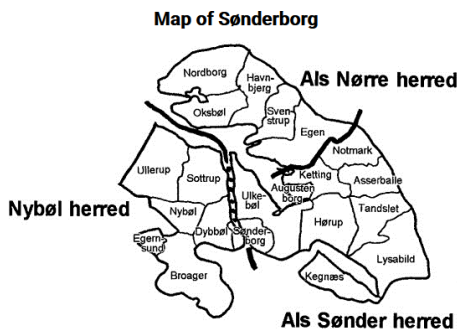 Map of Sønderborg
Nordborg
Havn-
bjerg
Als Nørre herred
Oksbøl
Sven-
strup
Egen
Notmark
Ullerup
Sottrup
Ketting
Asserballe
Augusten
borg
Ulke-
bøl
Nybøl herred
Nybøl
Hørup
Tandslet
Dybbøl
Sønder-
borg
Egern-
sund
Lysabild
Broager
Kegnæs
Als Sønder herred